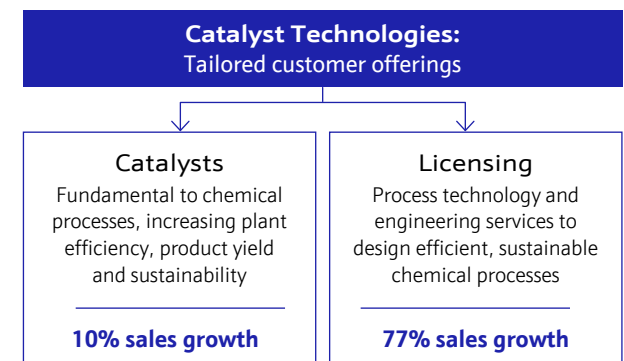 Catalyst Technologies:
Tailored customer offerings
Catalysts
Fundamental to chemical
processes, increasing plant
efficiency, product yield
and sustainability
10% sales growth
Licensing
Process technology and
engineering services to
design efficient, sustainable
chemical processes
77% sales growth